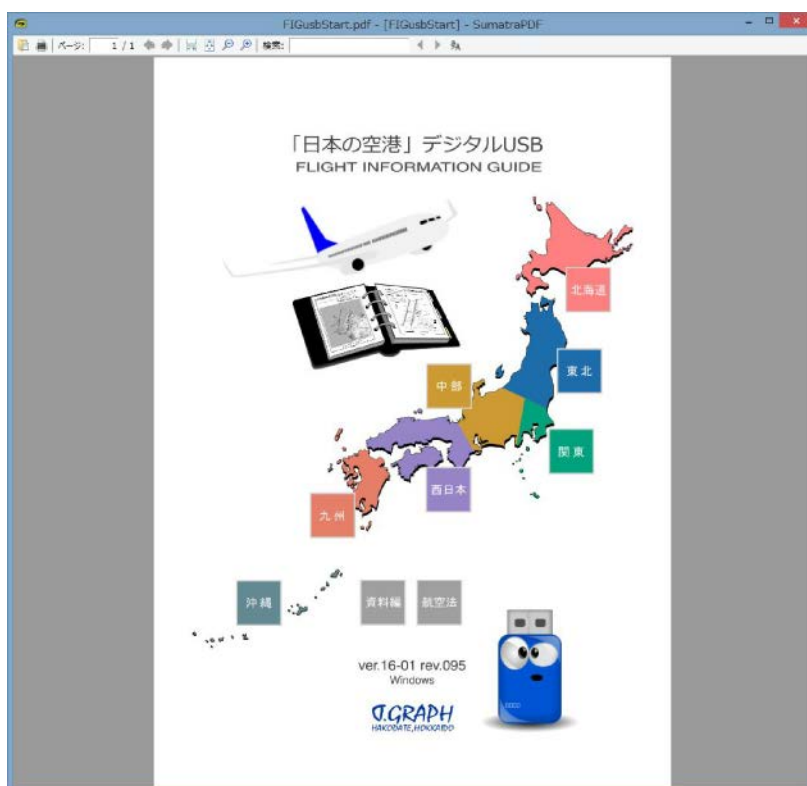 FIGusbStart.pdf - [FIGusbStart] - SumatraPDF
ページ: 1 / 1 検索:
「日本の空港」デジタルUSB
FLIGHT INFORMATION GUIDE
北海道
東北
中部
関東
西日本
九州
沖縄 資料編 航空法
ver.16-01 rev.095
Windows
J.GRAPH
HAKODATE,HOKKAIDO